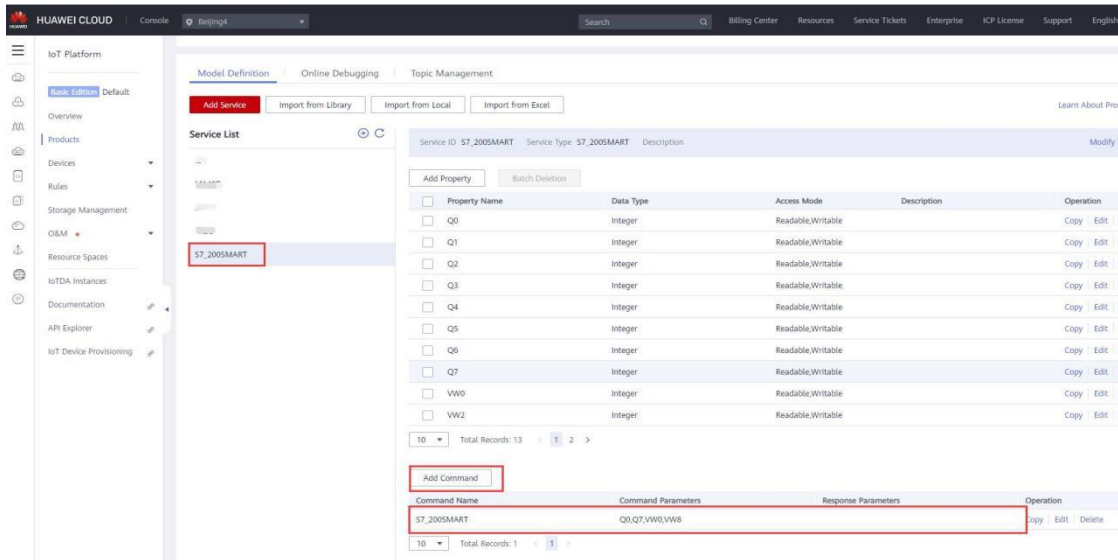 HUAWEI
HUAWEI CLOUD Console Beijing4 Search Billing Center Resources Service Tickets Enterprise ICP License Support English
IoT Platform
Basic Edition Default
Overview
Products
Devices
Rules
Storage Management
O&M
Resource Spaces
IoTDA Instances
Documentation
API Explorer
IoT Device Provisioning
Model Definition Online Debugging Topic Management
Add Service Import from Library Import from Local Import from Excel Learn About Pro
Service List
S7_200SMART
Service ID S7_200SMART Service Type S7_200SMART Description Modify
Add Property Batch Deletion
Property Name Data Type Access Mode Description Operation
Q0 Integer Readable,Writable Copy Edit
Q1 Integer Readable,Writable Copy Edit
Q2 Integer Readable,Writable Copy Edit
Q3 Integer Readable,Writable Copy Edit
Q4 Integer Readable,Writable Copy Edit
Q5 Integer Readable,Writable Copy Edit
Q6 Integer Readable,Writable Copy Edit
Q7 Integer Readable,Writable Copy Edit
VW0 Integer Readable,Writable Copy Edit
VW2 Integer Readable,Writable Copy Edit
10 Total Records: 13 < 1 2 >
Add Command
Command Name Command Parameters Response Parameters Operation
S7_200SMART Q0,Q7,VW0,VW8 Copy Edit Delete
10 Total Records: 1 < 1 >